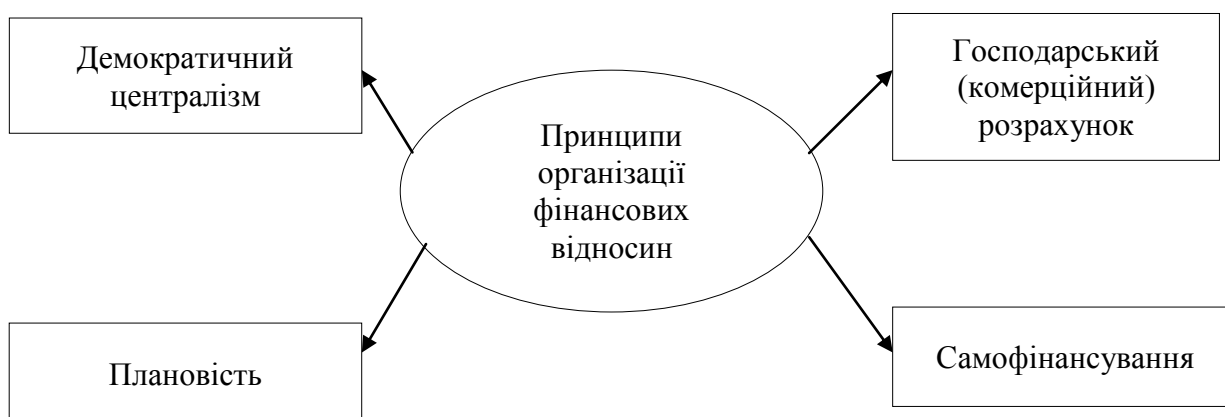 Демократичний
централізм
Господарський
(комерційний)
розрахунок
Принципи
організації
фінансових
відносин
Плановість
Самофінансування